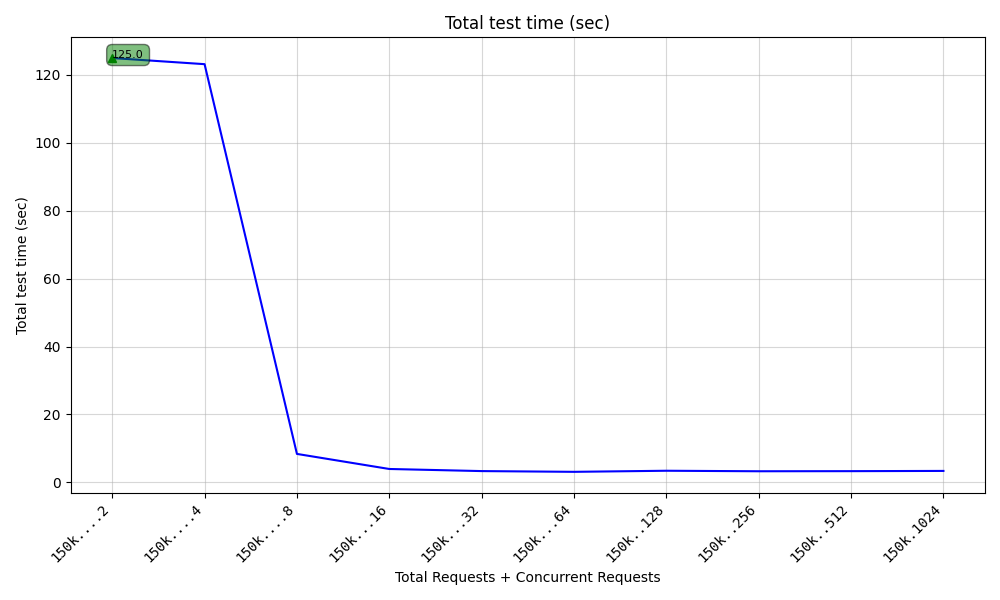 Total test time (sec)
125.0
120
100
80
60
40
20
0
Total test time (sec)
150k....2
150k....4
150k....8
150k...16
150k...32
150k...64
150k..128
150k..256
150k..512
150k.1024
Total Requests + Concurrent Requests